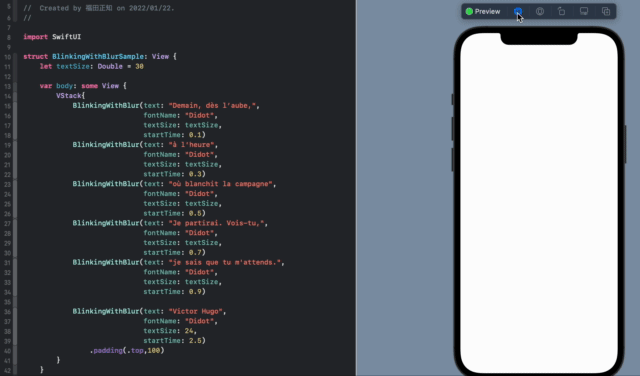 5 // Created by 福田正知 on 2022/01/22.
6 //
7
8 import SwiftUI
9
10 struct BlinkingWithBlurSample: View {
11 let textSize: Double = 30
12
13 var body: some View {
14 VStack{
15 BlinkingWithBlur(text: "Demain, dès l'aube,",
16 fontName: "Didot",
17 textSize: textSize,
18 startTime: 0.1)
19 BlinkingWithBlur(text: "à l'heure",
20 fontName: "Didot",
21 textSize: textSize,
22 startTime: 0.3)
23 BlinkingWithBlur(text: "où blanchit la campagne",
24 fontName: "Didot",
25 textSize: textSize,
26 startTime: 0.5)
27 BlinkingWithBlur(text: "Je partirai. Vois-tu,",
28 fontName: "Didot",
29 textSize: textSize,
30 startTime: 0.7)
31 BlinkingWithBlur(text: "je sais que tu m'attends.",
32 fontName: "Didot",
33 textSize: textSize,
34 startTime: 0.9)
35
36 BlinkingWithBlur(text: "Victor Hugo",
37 fontName: "Didot",
38 textSize: 24,
39 startTime: 2.5)
40 .padding(.top,100)
41 }
42 }
Preview